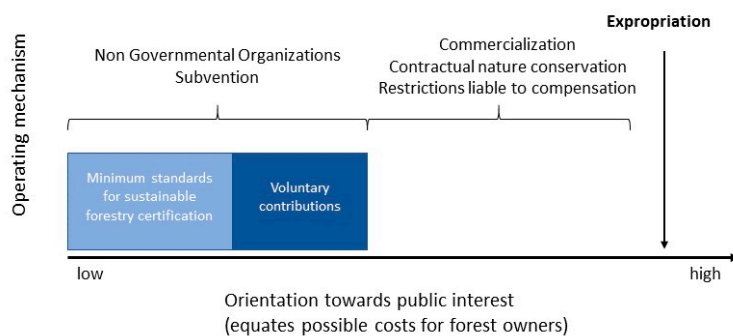 Expropriation
Commercialization
Contractual nature conservation
Restrictions liable to compensation
Non Governmental Organizations
Subvention
Operating mechanism
Minimum standards
for sustainable
forestry certification
Voluntary
contributions
low
high
Orientation towards public interest
(equates possible costs for forest owners)